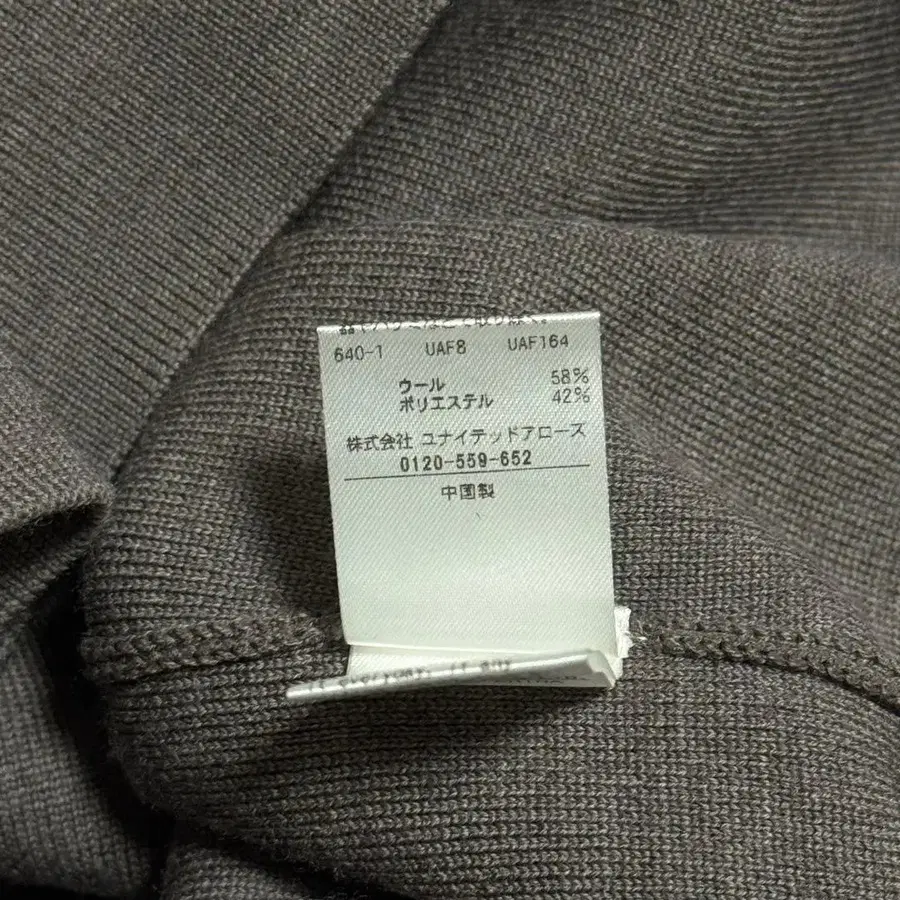 640-1 UAF8 UAF164
ウール 58%
ポリエステル 42%
株式会社 ユナイテッドアローズ
0120-559-652
中国製